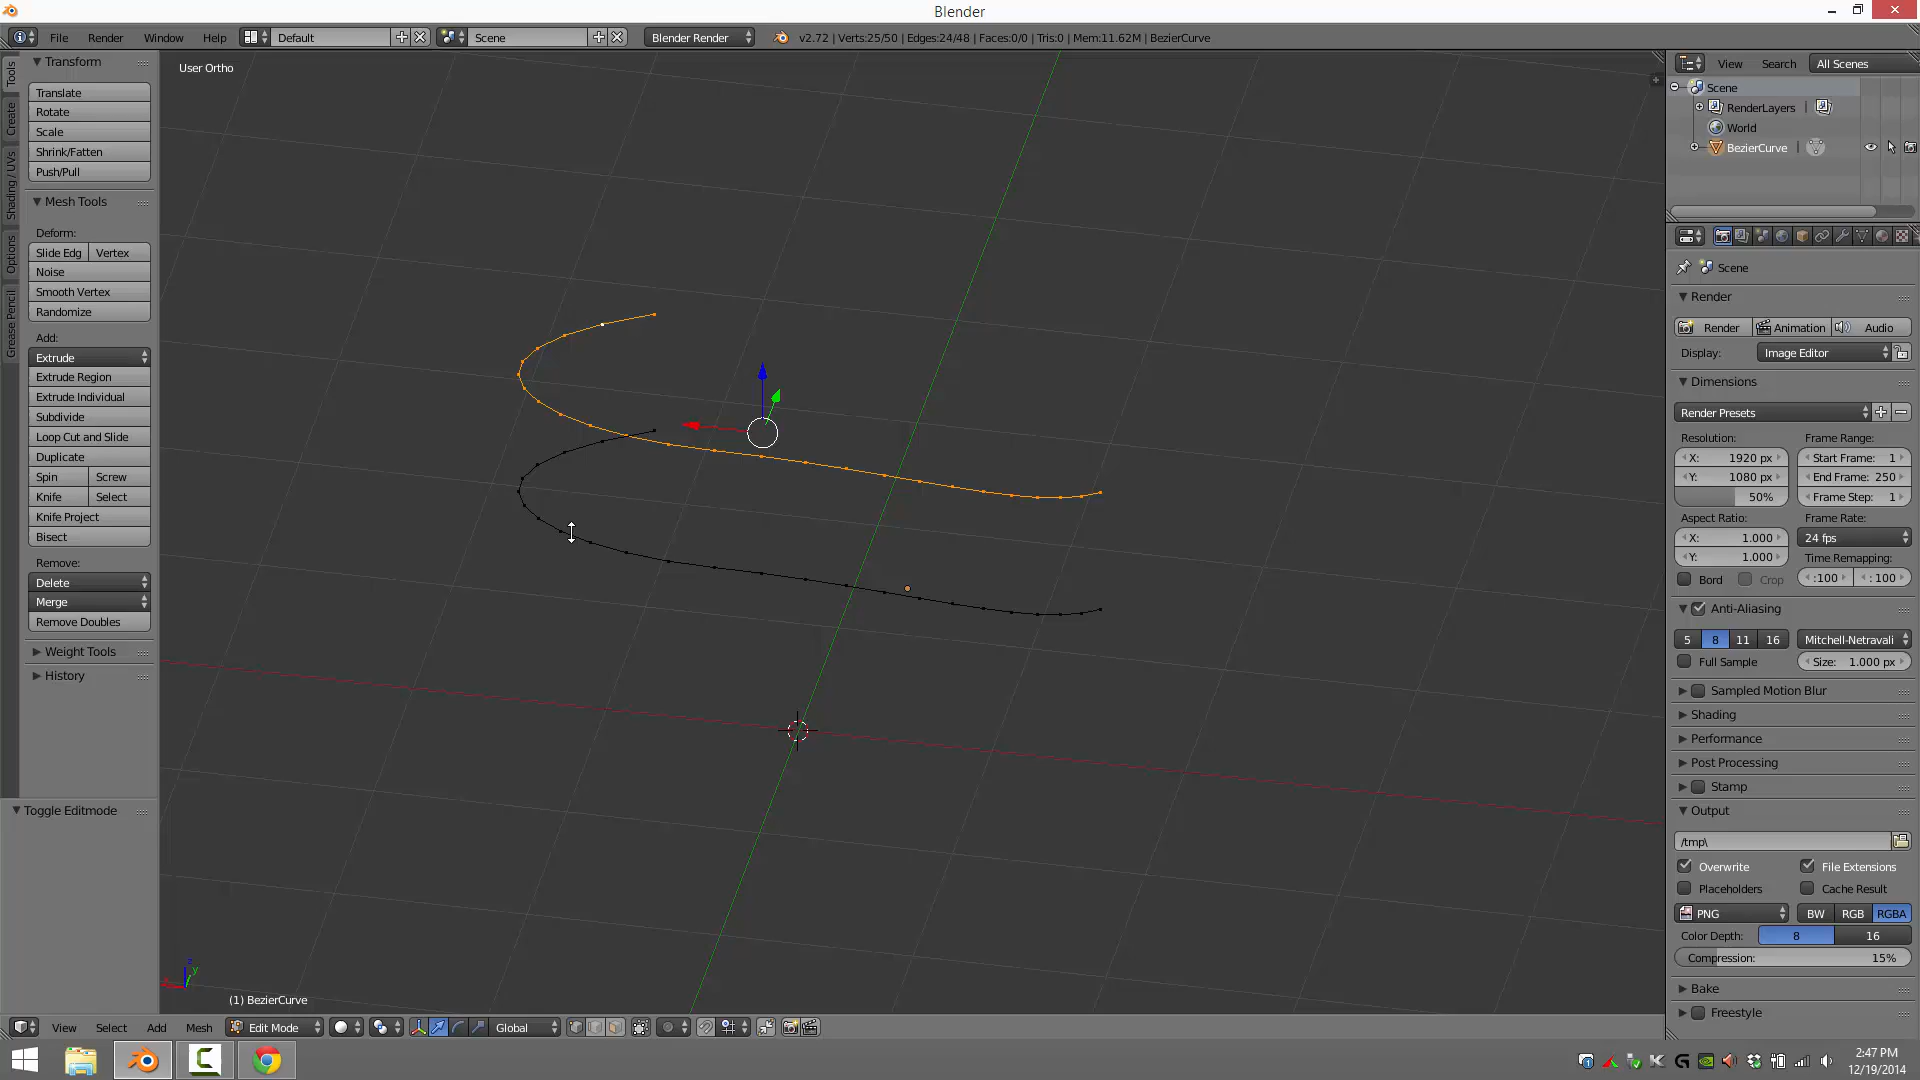 Blender
File Render Window Help Default Scene Blender Render v2.72 | Verts:25/50 | Edges:24/48 | Faces:0/0 | Tris:0 | Mem:11.62M | BezierCurve
User Ortho
Tools
Create
Shading / UVs
Options
Grease Pencil
Transform
Translate
Rotate
Scale
Shrink/Fatten
Push/Pull
Mesh Tools
Deform:
Slide Edg Vertex
Noise
Smooth Vertex
Randomize
Add:
Extrude
Extrude Region
Extrude Individual
Subdivide
Loop Cut and Slide
Duplicate
Spin Screw
Knife Select
Knife Project
Bisect
Remove:
Delete
Merge
Remove Doubles
Weight Tools
History
Toggle Editmode
z
y
(1) BezierCurve
View Select Add Mesh Edit Mode Global
View Search All Scenes
Scene
RenderLayers
World
BezierCurve
Scene
Render
Render Animation Audio
Display: Image Editor
Dimensions
Render Presets
Resolution: Frame Range:
X: 1920 px Start Frame: 1
Y: 1080 px End Frame: 250
50% Frame Step: 1
Aspect Ratio: Frame Rate:
X: 1.000 24 fps
Y: 1.000 Time Remapping:
Bord Crop :100 : 100
Anti-Aliasing
5 8 11 16 Mitchell-Netravali
Full Sample Size: 1.000 px
Sampled Motion Blur
Shading
Performance
Post Processing
Stamp
Output
/tmp\
Overwrite File Extensions
Placeholders Cache Result
PNG BW RGB RGBA
Color Depth: 8 16
Compression: 15%
Bake
Freestyle
2:47 PM
12/19/2014